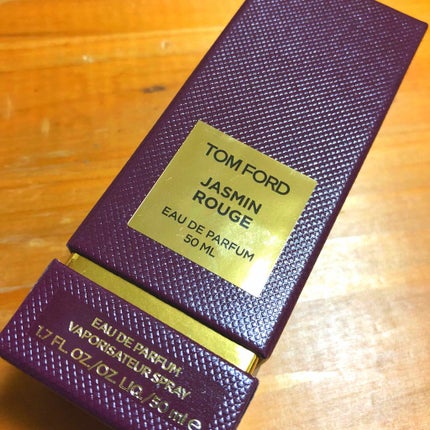 TOM FORD
JASMIN
ROUGE
EAU DE PARFUM
50 ML
EAU DE PARFUM
VAPORISATEUR SPRAY
1.7 FL.OZ./OZ. LIQ. / 50 ml e